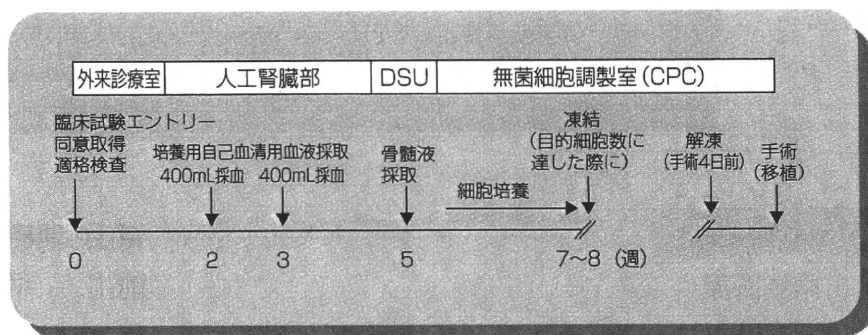 外来診療室 人工腎臓部 DSU 無菌細胞調製室(CPC)
臨床試験エントリー
同意取得
適格検査
培養用自己血清用血液採取
400mL採血 400mL採血
骨髄液
採取
細胞培養
凍結
(目的細胞数に
達した際に)
解凍
(手術4日前)
手術
(移植)
0 2 3 5 7〜8 (週)